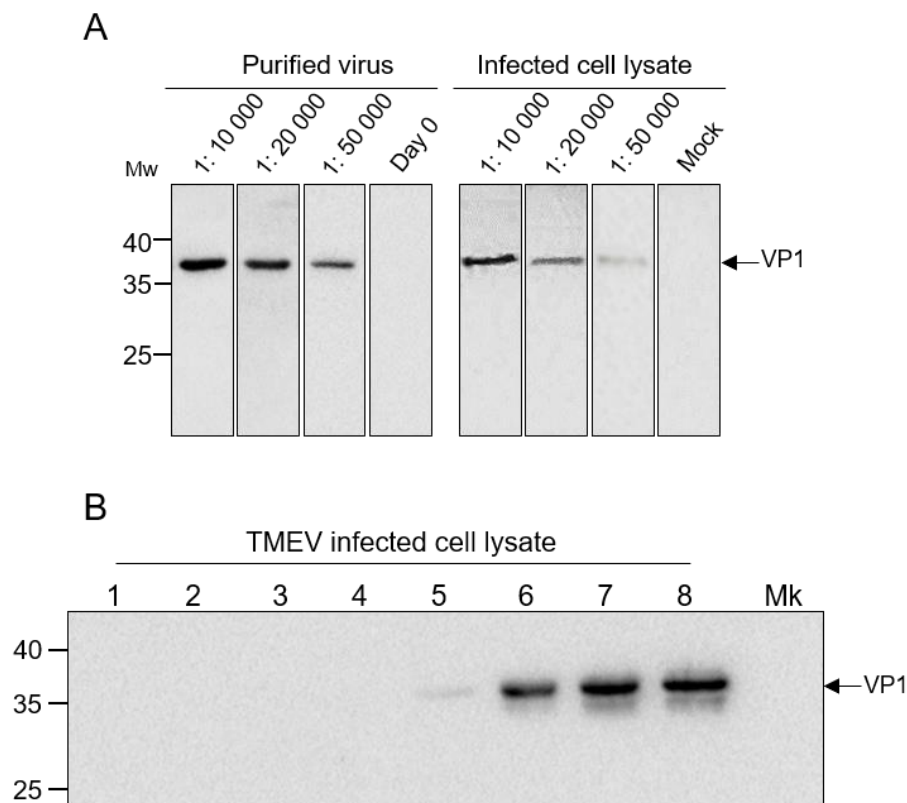 A
Purified virus Infected cell lysate
1: 10 000 1: 20 000 1: 50 000 Day 0 1: 10 000 1: 20 000 1: 50 000 Mock
Mw
40
VP1
35
25
B
TMEV infected cell lysate
1 2 3 4 5 6 7 8 Mk
40
VP1
35
25